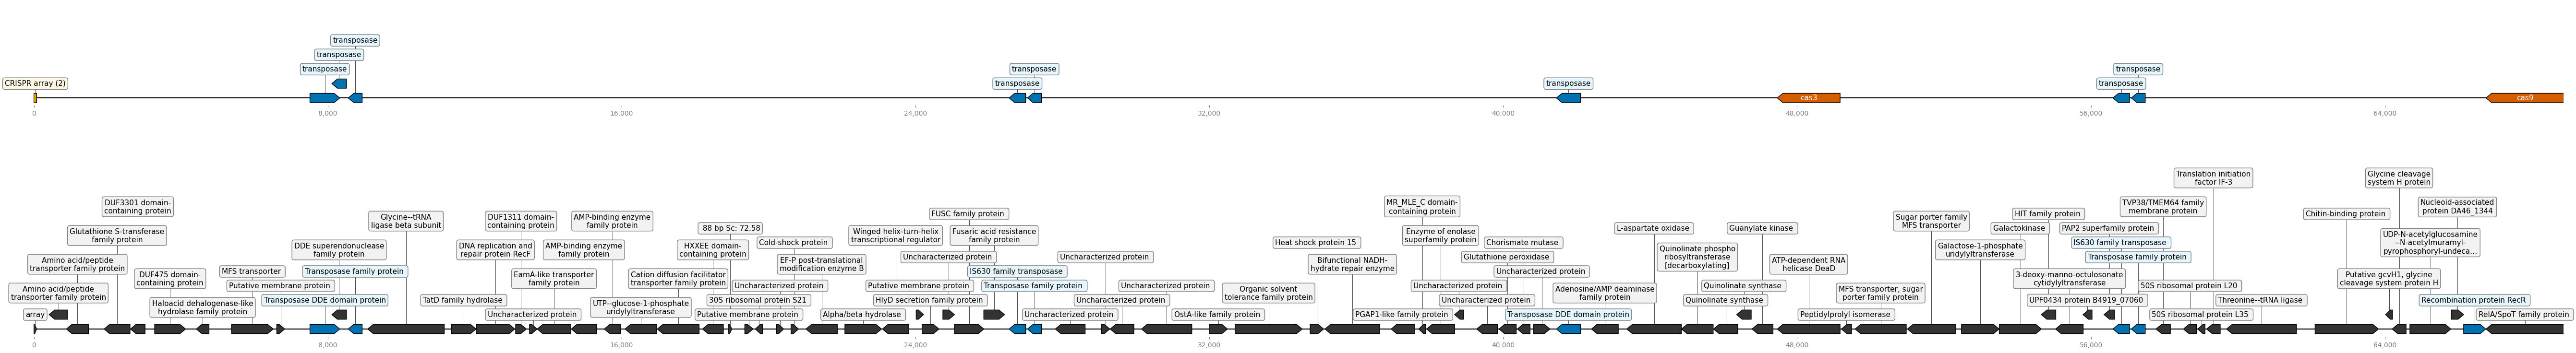 transposase
transposase
transposase
transposase
transposase
CRISPR array (2)
transposase
transposase
transposase
cas3
cas9
0
8,000
16,000
24,000
32,000
40,000
48,000
56,000
64,000
Translation initiation
factor IF-3
Glycine cleavage
system H protein
DUF3301 domain-
containing protein
MR_MLE_C domain-
containing protein
TVP38/TMEM64 family
membrane protein
Nucleoid-associated
protein DA46_1344
Glycine--tRNA
ligase beta subunit
DUF1311 domain-
containing protein
AMP-binding enzyme
family protein
FUSC family protein
Sugar porter family
MFS transporter
HIT family protein
Chitin-binding protein
Glutathione S-transferase
family protein
88 bp Sc: 72.58
Winged helix-turn-helix
transcriptional regulator
Fusaric acid resistance
family protein
Enzyme of enolase
superfamily protein
L-aspartate oxidase
Guanylate kinase
Galactokinase
PAP2 superfamily protein
UDP-N-acetylglucosamine
--N-acetylmuramyl-
pyrophosphoryl-undeca...
DDE superendonuclease
family protein
DNA replication and
repair protein RecF
AMP-binding enzyme
family protein
HXXEE domain-
containing protein
Cold-shock protein
Heat shock protein 15
Chorismate mutase
Quinolinate phospho
ribosyltransferase
[decarboxylating]
Galactose-1-phosphate
uridylyltransferase
IS630 family transposase
Amino acid/peptide
transporter family protein
EF-P post-translational
modification enzyme B
Uncharacterized protein
Uncharacterized protein
Bifunctional NADH-
hydrate repair enzyme
Glutathione peroxidase
ATP-dependent RNA
helicase DeaD
Transposase family protein
DUF475 domain-
containing protein
MFS transporter
Transposase family protein
EamA-like transporter
family protein
Cation diffusion facilitator
transporter family protein
IS630 family transposase
Uncharacterized protein
3-deoxy-manno-octulosonate
cytidylyltransferase
Putative gcvH1, glycine
cleavage system protein H
Amino acid/peptide
transporter family protein
Putative membrane protein
Uncharacterized protein
Putative membrane protein
Transposase family protein
Uncharacterized protein
Uncharacterized protein
Adenosine/AMP deaminase
family protein
Quinolinate synthase
MFS transporter, sugar
porter family protein
50S ribosomal protein L20
Organic solvent
tolerance family protein
Haloacid dehalogenase-like
hydrolase family protein
Transposase DDE domain protein
TatD family hydrolase
UTP--glucose-1-phosphate
uridylyltransferase
30S ribosomal protein S21
HlyD secretion family protein
Uncharacterized protein
Uncharacterized protein
Quinolinate synthase
UPF0434 protein B4919_07060
Threonine--tRNA ligase
Recombination protein RecR
array
Uncharacterized protein
Putative membrane protein
Alpha/beta hydrolase
Uncharacterized protein
OstA-like family protein
PGAP1-like family protein
Transposase DDE domain protein
Peptidylprolyl isomerase
50S ribosomal protein L35
RelA/SpoT family protein
0
8,000
16,000
24,000
32,000
40,000
48,000
56,000
64,000